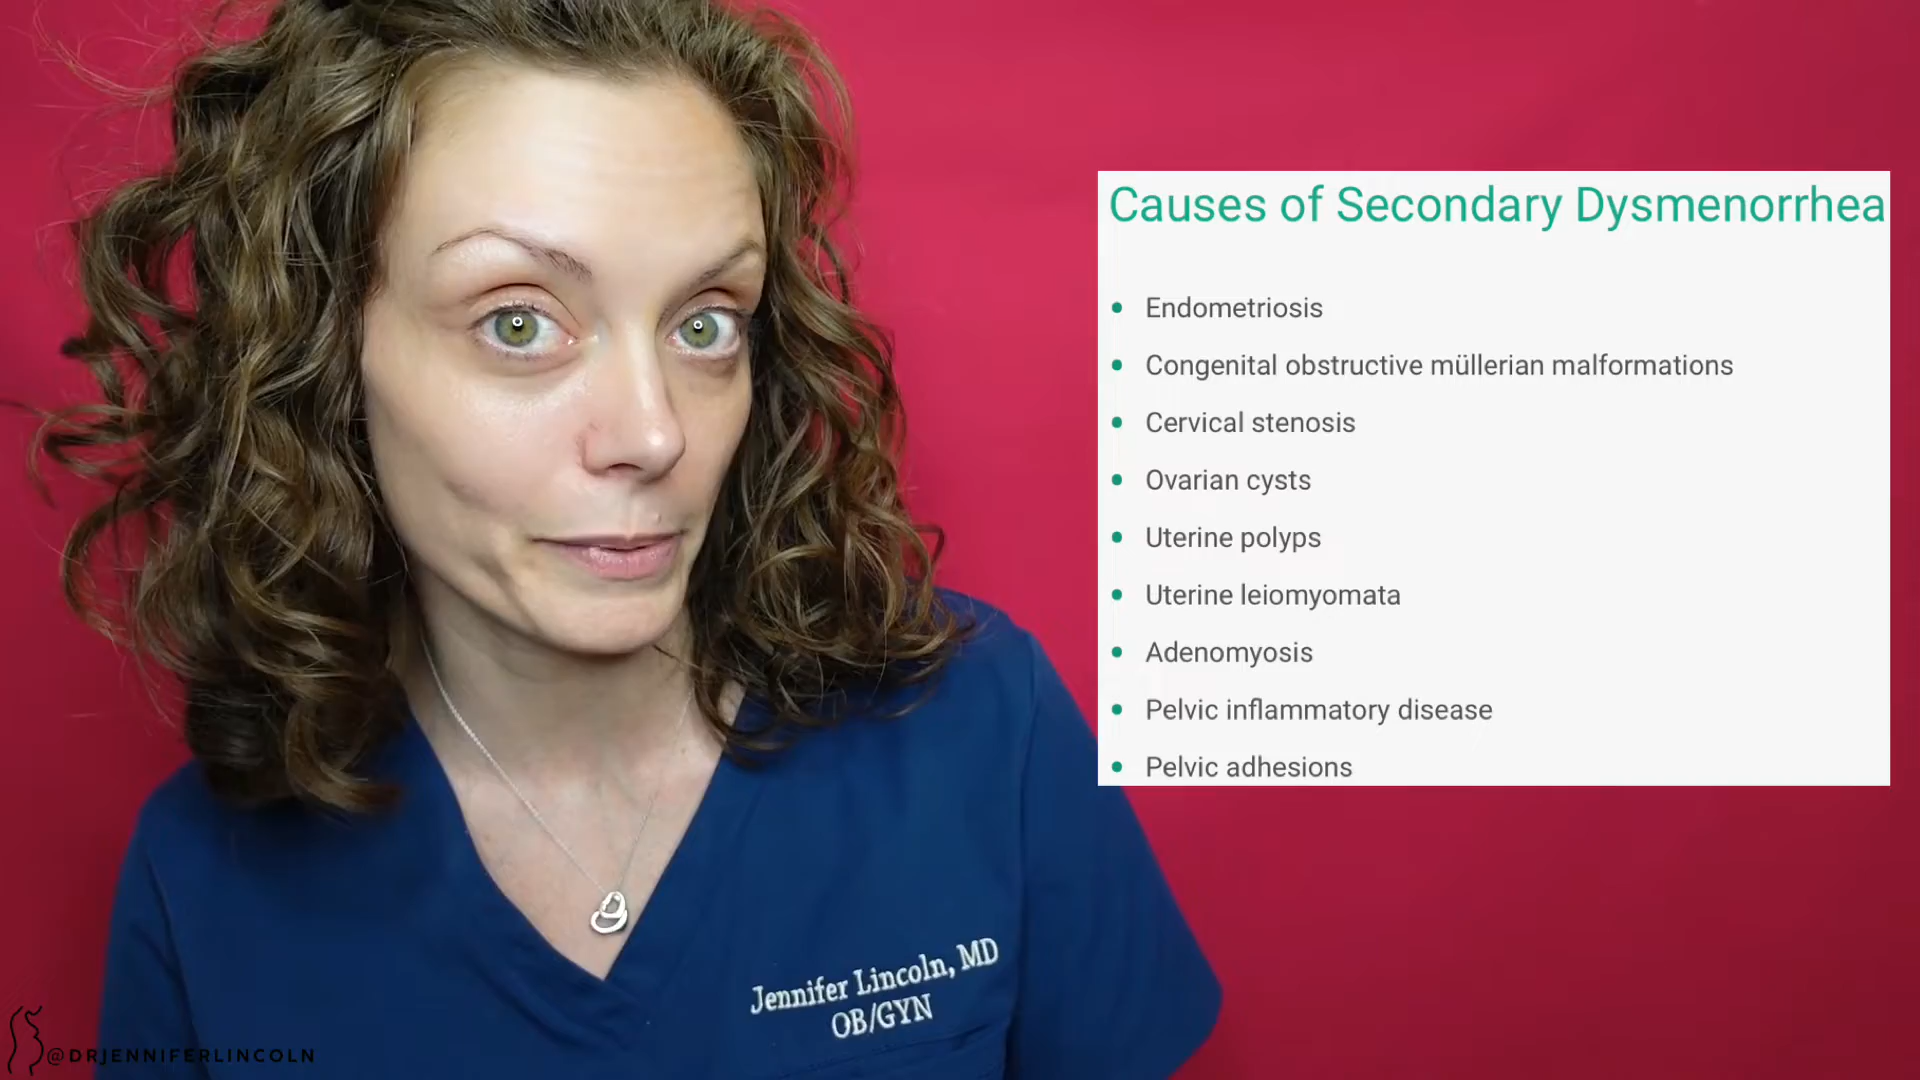 Causes of Secondary Dysmenorrhea
• Endometriosis
• Congenital obstructive müllerian malformations
• Cervical stenosis
• Ovarian cysts
• Uterine polyps
• Uterine leiomyomata
• Adenomyosis
• Pelvic inflammatory disease
• Pelvic adhesions
Jennifer Lincoln, MD
OB/GYN
@DRJENNIFERLINCOLN